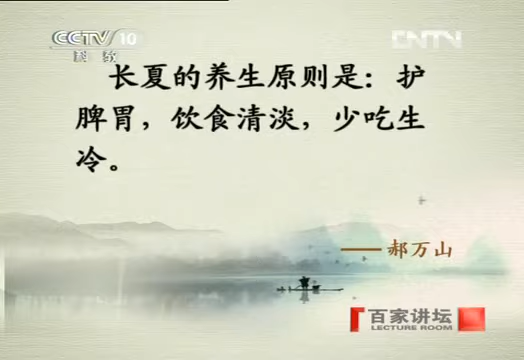 CCTV 10
科教
CNTV
长夏的养生原则是：护
脾胃，饮食清淡，少吃生
冷。
——郝万山
百家讲坛
LECTURE ROOM